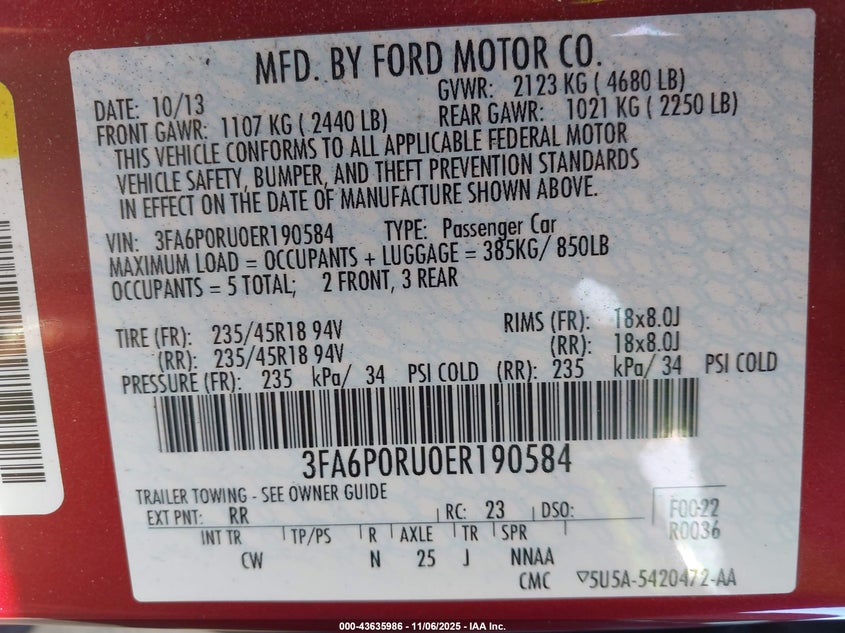 MFD. BY FORD MOTOR CO.
DATE: 10/13 GVWR: 2123 KG ( 4680 LB)
FRONT GAWR: 1107 KG ( 2440 LB) REAR GAWR: 1021 KG ( 2250 LB)
THIS VEHICLE CONFORMS TO ALL APPLICABLE FEDERAL MOTOR
VEHICLE SAFETY, BUMPER, AND THEFT PREVENTION STANDARDS
IN EFFECT ON THE DATE OF MANUFACTURE SHOWN ABOVE.
VIN: 3FA6P0RU0ER190584 TYPE: Passenger Car
MAXIMUM LOAD = OCCUPANTS + LUGGAGE = 385KG/ 850LB
OCCUPANTS = 5 TOTAL; 2 FRONT, 3 REAR
TIRE (FR): 235/45R18 94V RIMS (FR): 18x8.0J
(RR): 235/45R18 94V (RR): 18x8.0J
PRESSURE (FR): 235 kPa/ 34 PSI COLD (RR): 235 kPa/ 34 PSI COLD
3FA6P0RU0ER190584
TRAILER TOWING - SEE OWNER GUIDE
EXT PNT: RR RC: 23 DSO: F0022
INT TR TP/PS R AXLE TR SPR R0036
CW N 25 J NNAA
CMC ▽5U5A-5420472-AA
000-43635986 - 11/06/2025 - IAA Inc.